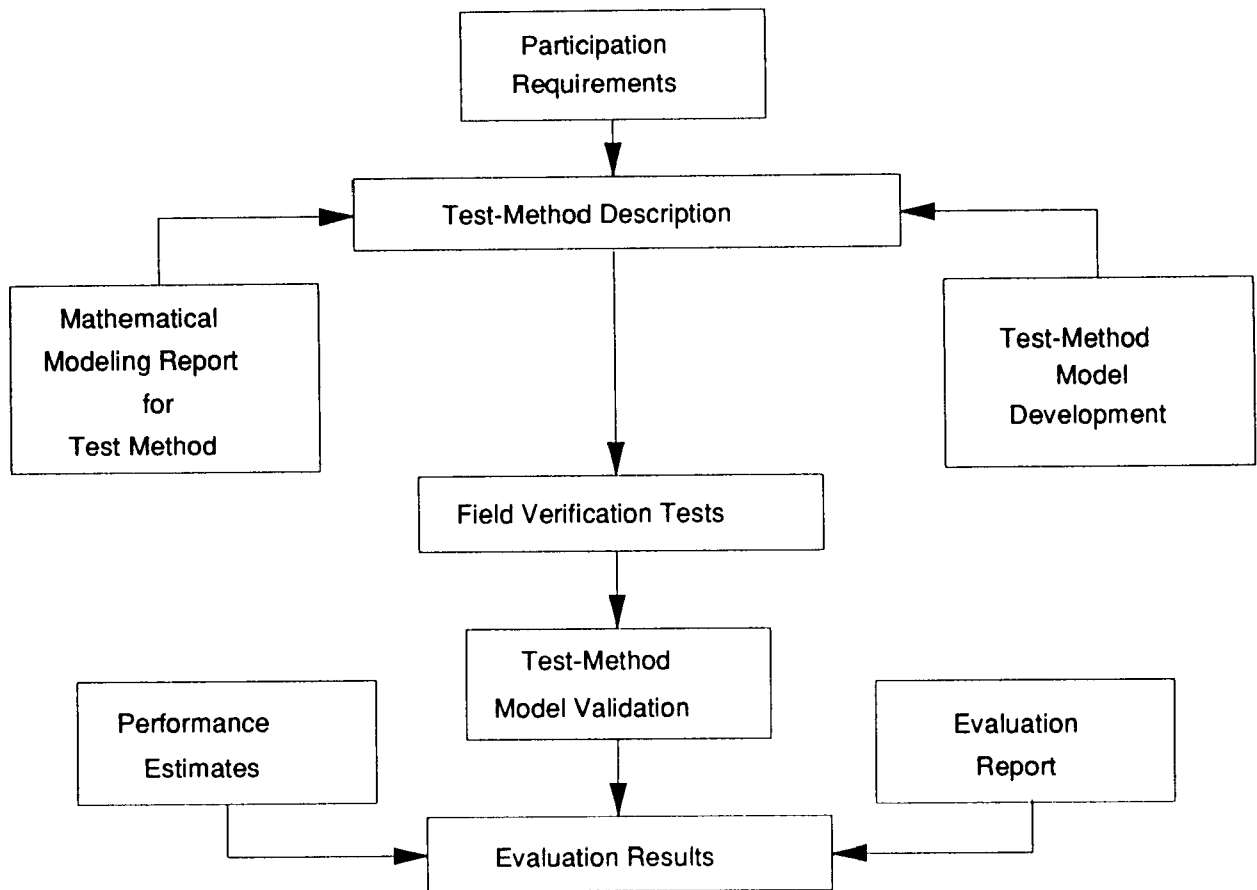 Participation
Requirements
Test-Method Description
Mathematical
Modeling Report
for
Test Method
Test-Method
Model
Development
Field Verification Tests
Test-Method
Model Validation
Performance
Estimates
Evaluation
Report
Evaluation Results